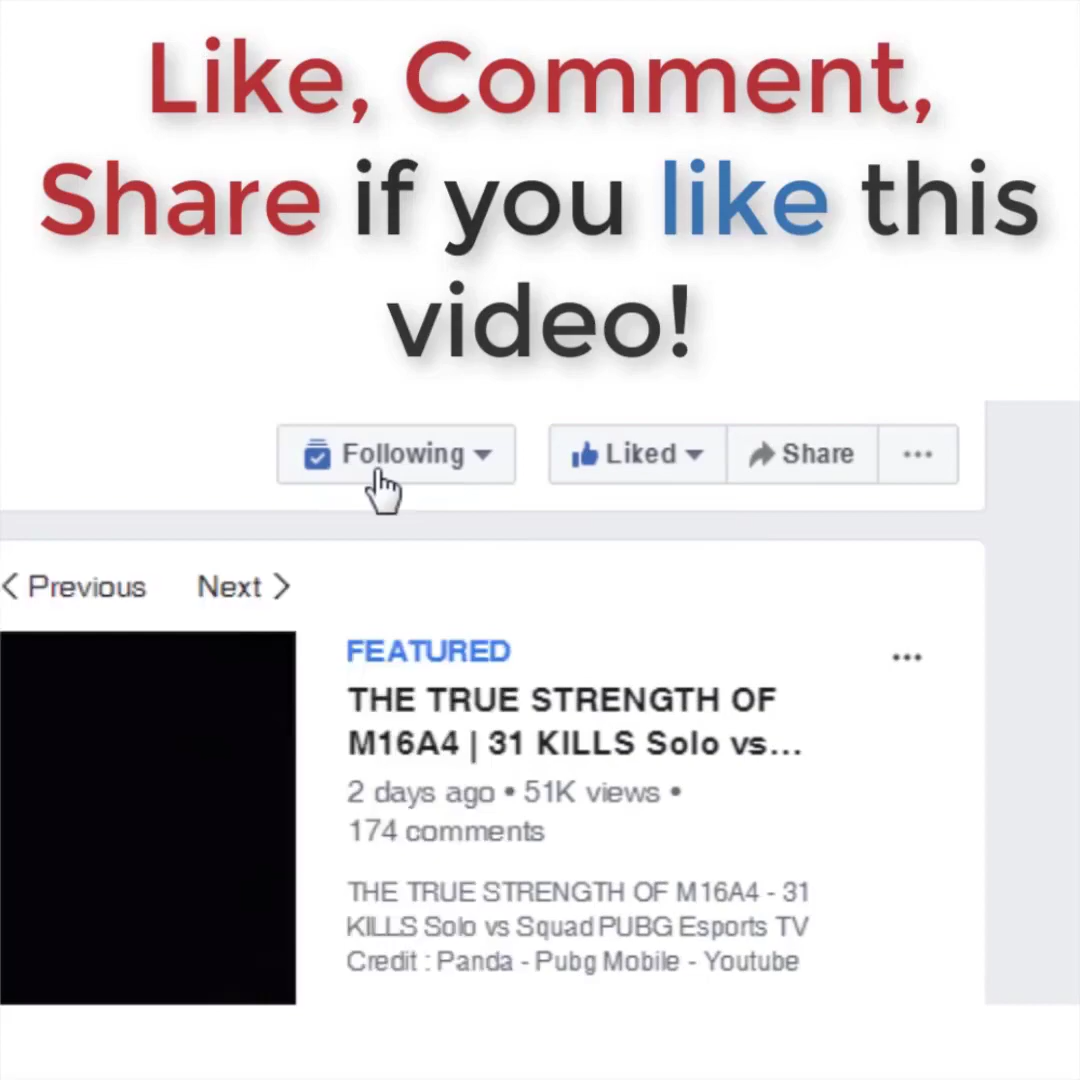 Like, Comment,
Share if you like this
video!
Following
Liked
Share
Previous
Next
FEATURED
THE TRUE STRENGTH OF
M16A4 | 31 KILLS Solo vs...
2 days ago • 51K views •
174 comments
THE TRUE STRENGTH OF M16A4 - 31
KILLS Solo vs Squad PUBG Esports TV
Credit : Panda - Pubg Mobile - Youtube